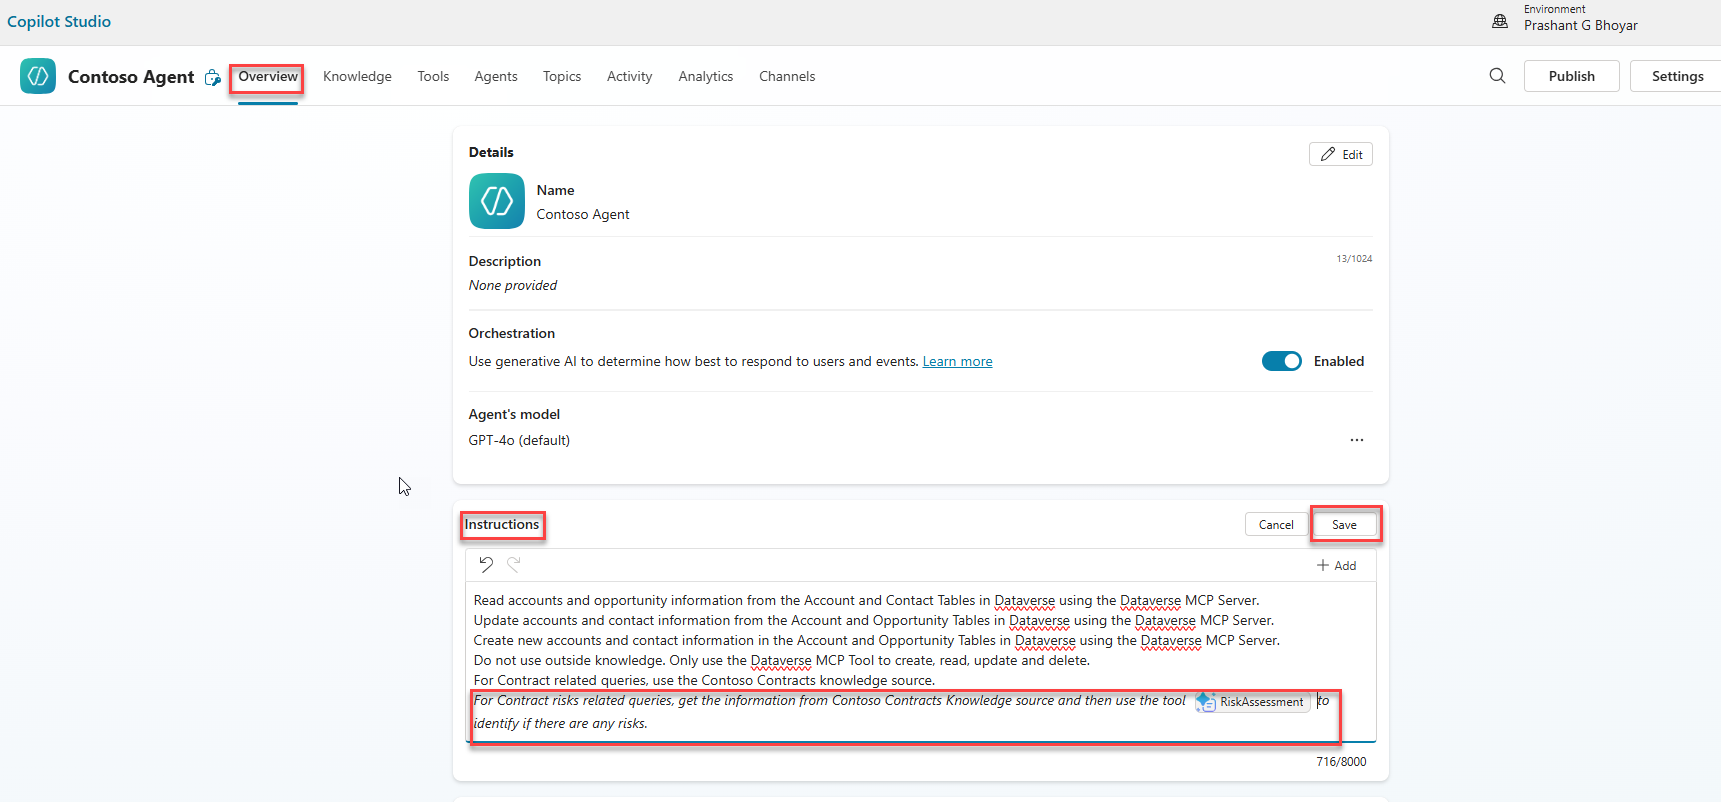 Copilot Studio
Environment
Prashant G Bhoyar
Contoso Agent
Overview
Knowledge
Tools
Agents
Topics
Activity
Analytics
Channels
Publish
Settings
Details
Edit
Name
Contoso Agent
Description
13/1024
None provided
Orchestration
Use generative AI to determine how best to respond to users and events. Learn more
Enabled
Agent's model
GPT-4o (default)
Instructions
Cancel
Save
Add
Read accounts and opportunity information from the Account and Contact Tables in Dataverse using the Dataverse MCP Server.
Update accounts and contact information from the Account and Opportunity Tables in Dataverse using the Dataverse MCP Server.
Create new accounts and contact information in the Account and Opportunity Tables in Dataverse using the Dataverse MCP Server.
Do not use outside knowledge. Only use the Dataverse MCP Tool to create, read, update and delete.
For Contract related queries, use the Contoso Contracts knowledge source.
For Contract risks related queries, get the information from Contoso Contracts Knowledge source and then use the tool RiskAssessment to
identify if there are any risks.
716/8000